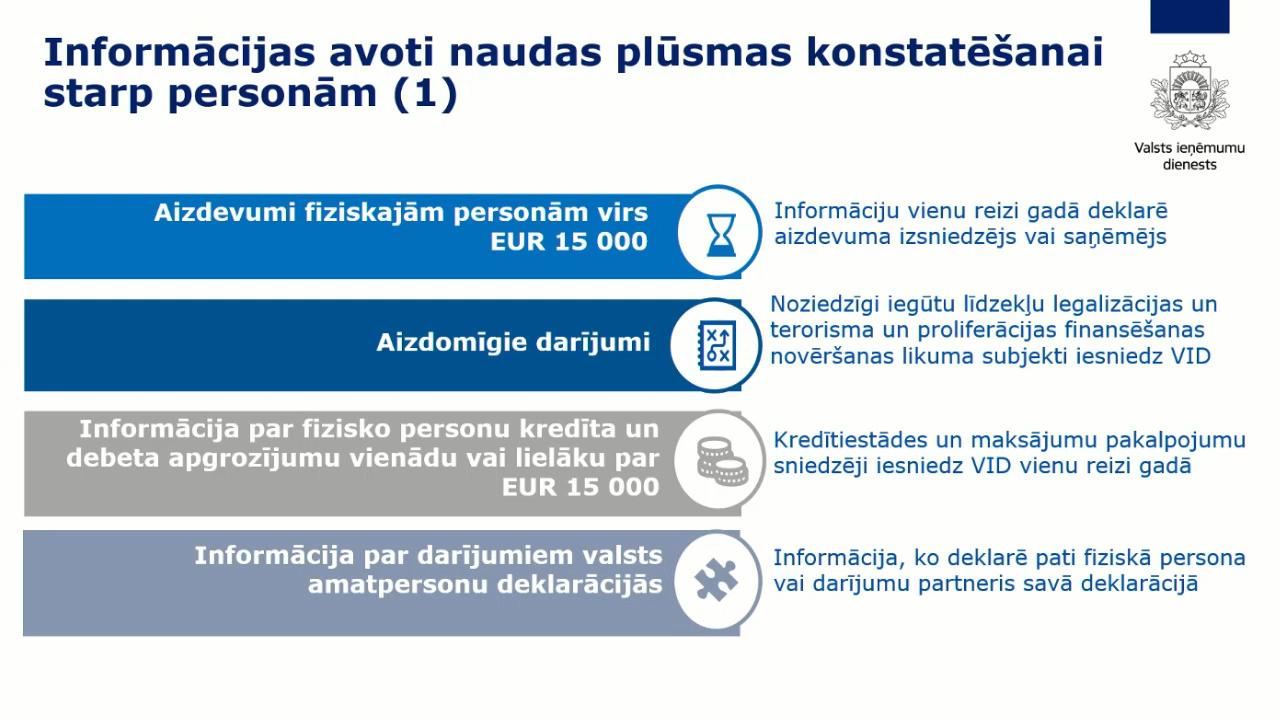 Informācijas avoti naudas plūsmas konstatēšanai
starp personām (1)
Valsts ieņēmumu
dienests
Aizdevumi fiziskajām personām virs
EUR 15 000
Informāciju vienu reizi gadā deklarē
aizdevuma izsniedzējs vai saņēmējs
Aizdomīgie darījumi
Noziedzīgi iegūtu līdzekļu legalizācijas un
terorisma un proliferācijas finansēšanas
novēršanas likuma subjekti iesniedz VID
Informācija par fizisko personu kredīta un
debeta apgrozījumu vienādu vai lielāku par
EUR 15 000
Kredītiestādes un maksājumu pakalpojumu
sniedzēji iesniedz VID vienu reizi gadā
Informācija par darījumiem valsts
amatpersonu deklarācijās
Informācija, ko deklarē pati fiziskā persona
vai darījumu partneris savā deklarācijā